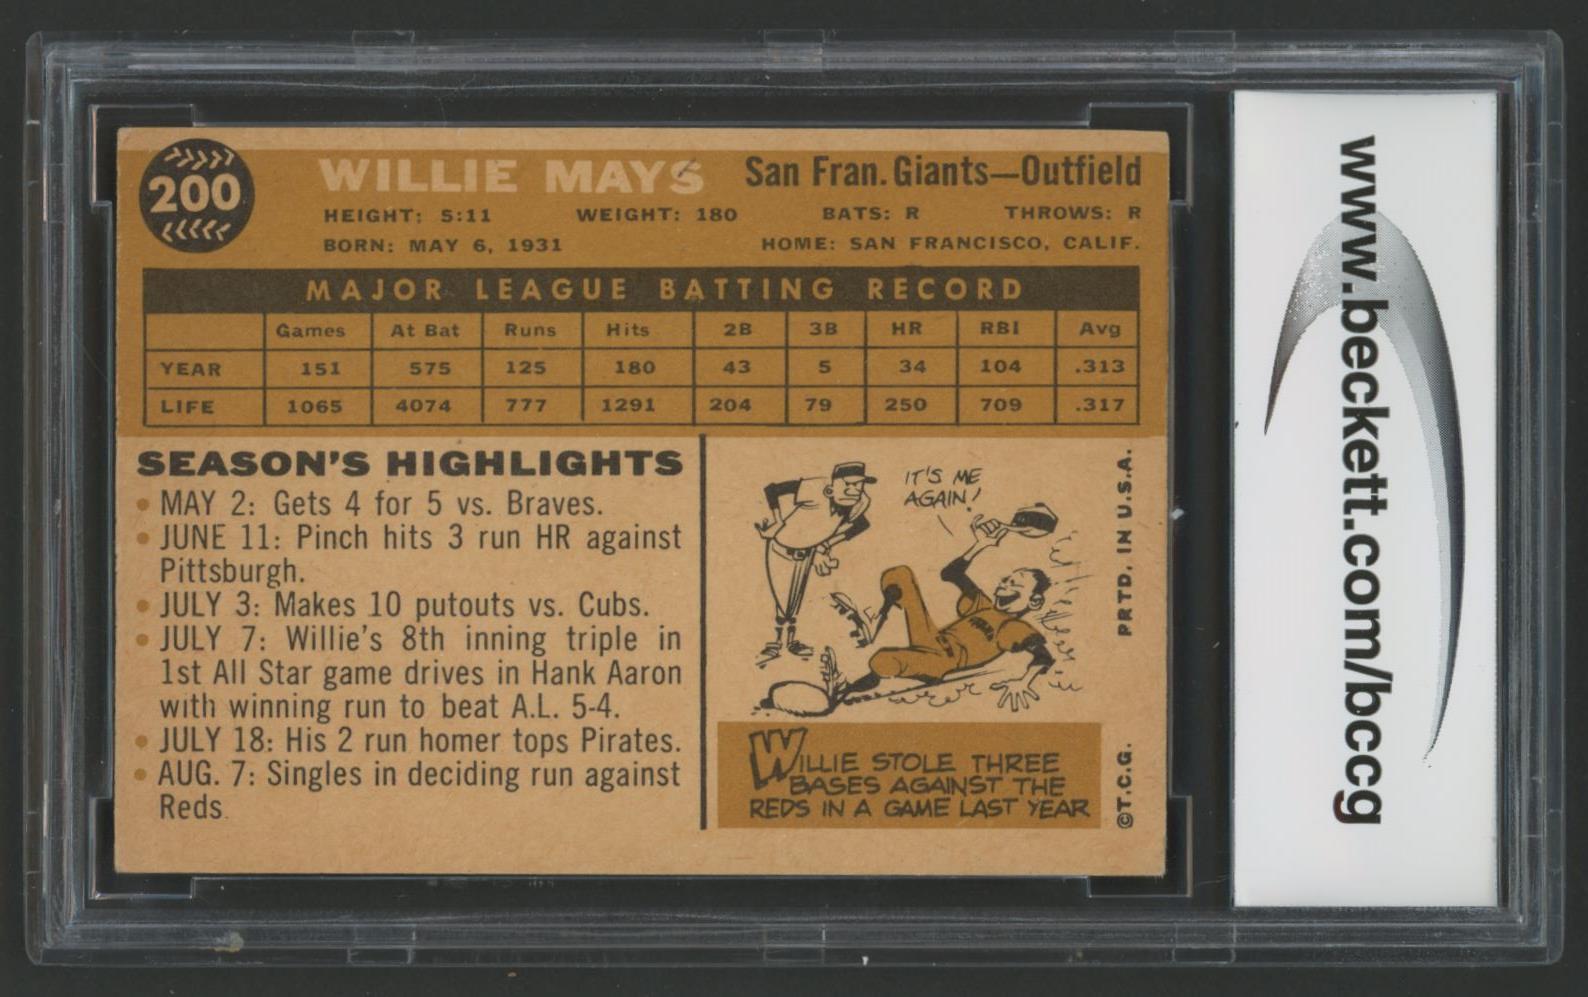 200
WILLIE MAYS
San Fran. Giants—Outfield
HEIGHT: 5:11 WEIGHT: 180 BATS: R THROWS: R
BORN: MAY 6, 1931 HOME: SAN FRANCISCO, CALIF.
MAJOR LEAGUE BATTING RECORD
Games At Bat Runs Hits 2B 3B HR RBI Avg
YEAR 151 575 125 180 43 5 34 104 .313
LIFE 1065 4074 777 1291 204 79 250 709 .317
SEASON'S HIGHLIGHTS
• MAY 2: Gets 4 for 5 vs. Braves.
• JUNE 11: Pinch hits 3 run HR against
Pittsburgh.
• JULY 3: Makes 10 putouts vs. Cubs.
• JULY 7: Willie's 8th inning triple in
1st All Star game drives in Hank Aaron
with winning run to beat A.L. 5-4.
• JULY 18: His 2 run homer tops Pirates.
• AUG. 7: Singles in deciding run against
Reds.
IT'S ME
AGAIN!
WILLIE STOLE THREE
BASES AGAINST THE
REDS IN A GAME LAST YEAR
©T.C.G. PRTD. IN U.S.A.
www.beckett.com/bccg